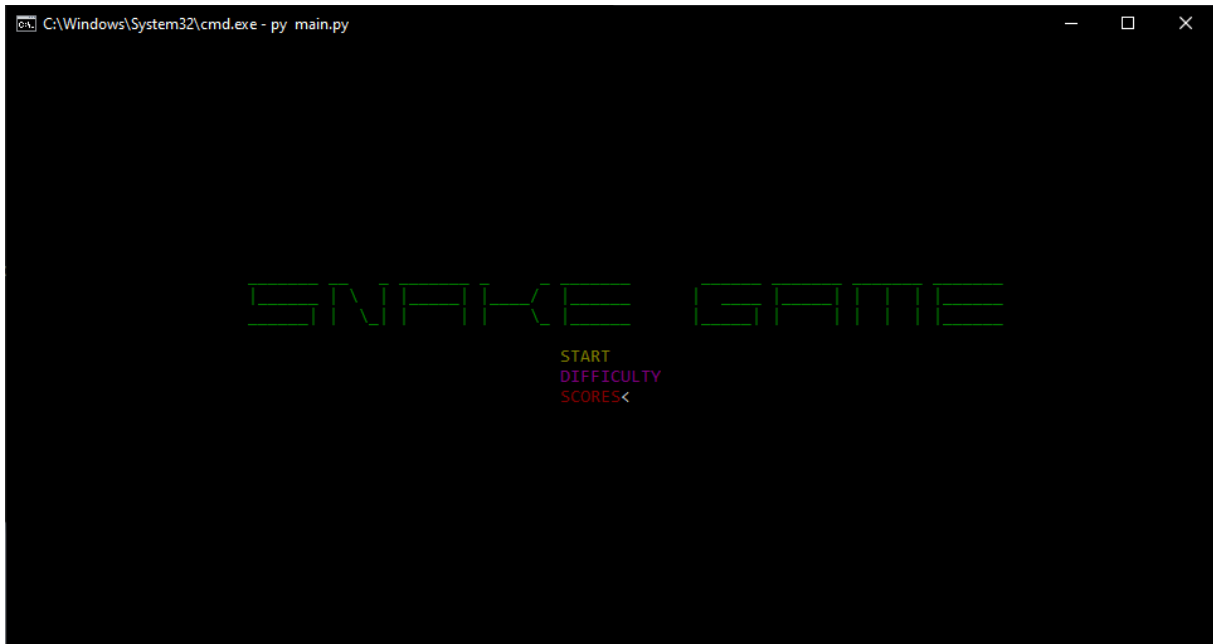 C:\Windows\System32\cmd.exe - py  main.py
SNAKE GAME
START
DIFFICULTY
SCORES<